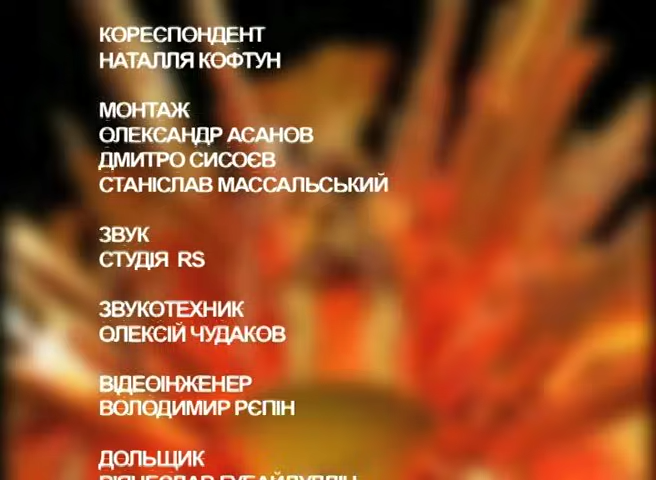 КОРЕСПОНДЕНТ
НАТАЛЛЯ КОФТУН
МОНТАЖ
ОЛЕКСАНДР АСАНОВ
ДМИТРО СИСОЄВ
СТАНІСЛАВ МАССАЛЬСЬКИЙ
ЗВУК
СТУДІЯ RS
ЗВУКОТЕХНИК
ОЛЕКСІЙ ЧУДАКОВ
ВІДЕОІНЖЕНЕР
ВОЛОДИМИР РЄПІН
ДОЛЬЩИК